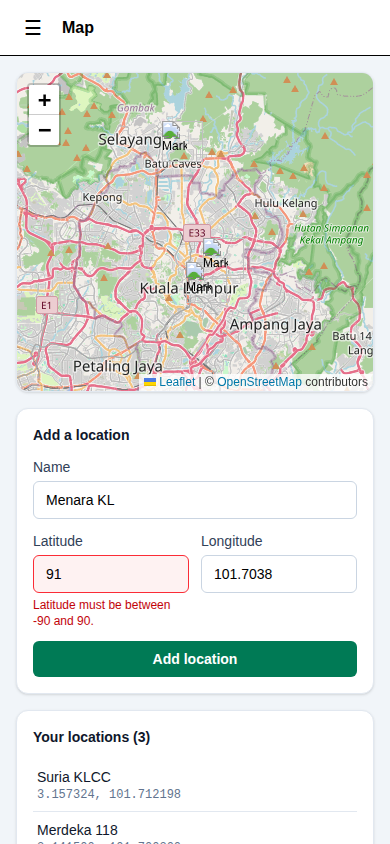 ☰ Map
+
−
Gombak
Selayang
Mark
Batu Caves
Kepong
Hulu Kelang
E33
Hutan Simpanan
Kekal Ampang
Mark
Mark
Kuala Lumpur
E1
Ampang Jaya
Batu 14
Lang
Petaling Jaya
Leaflet | © OpenStreetMap contributors
Add a location
Name
Menara KL
Latitude Longitude
91 101.7038
Latitude must be between
-90 and 90.
Add location
Your locations (3)
Suria KLCC
3.157324, 101.712198
Merdeka 118